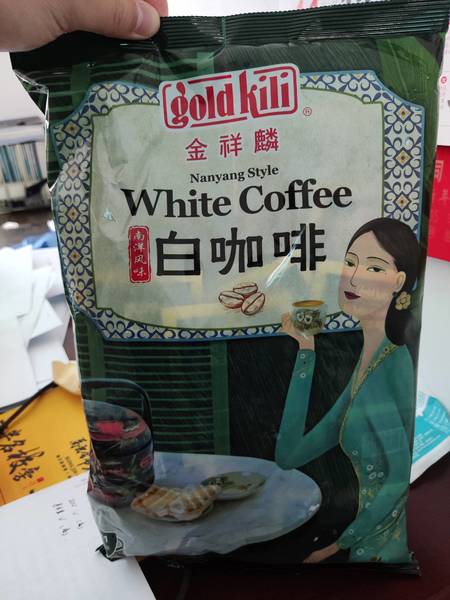 gold kili ®
金祥麟
Nanyang Style
White Coffee
南洋风味
白咖啡